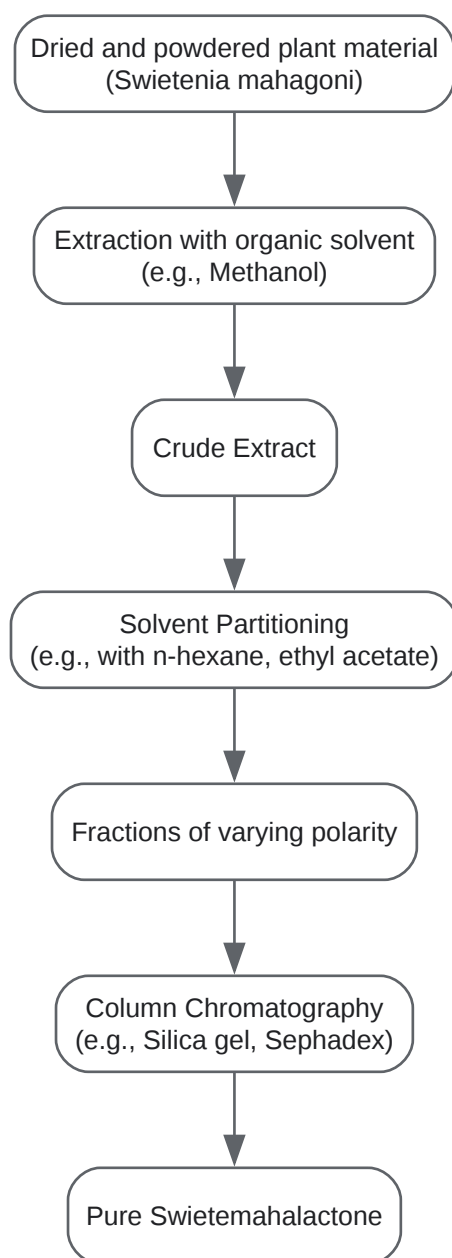 Dried and powdered plant material
(Swietenia mahagoni)
Extraction with organic solvent
(e.g., Methanol)
Crude Extract
Solvent Partitioning
(e.g., with n-hexane, ethyl acetate)
Fractions of varying polarity
Column Chromatography
(e.g., Silica gel, Sephadex)
Pure Swietemahalactone